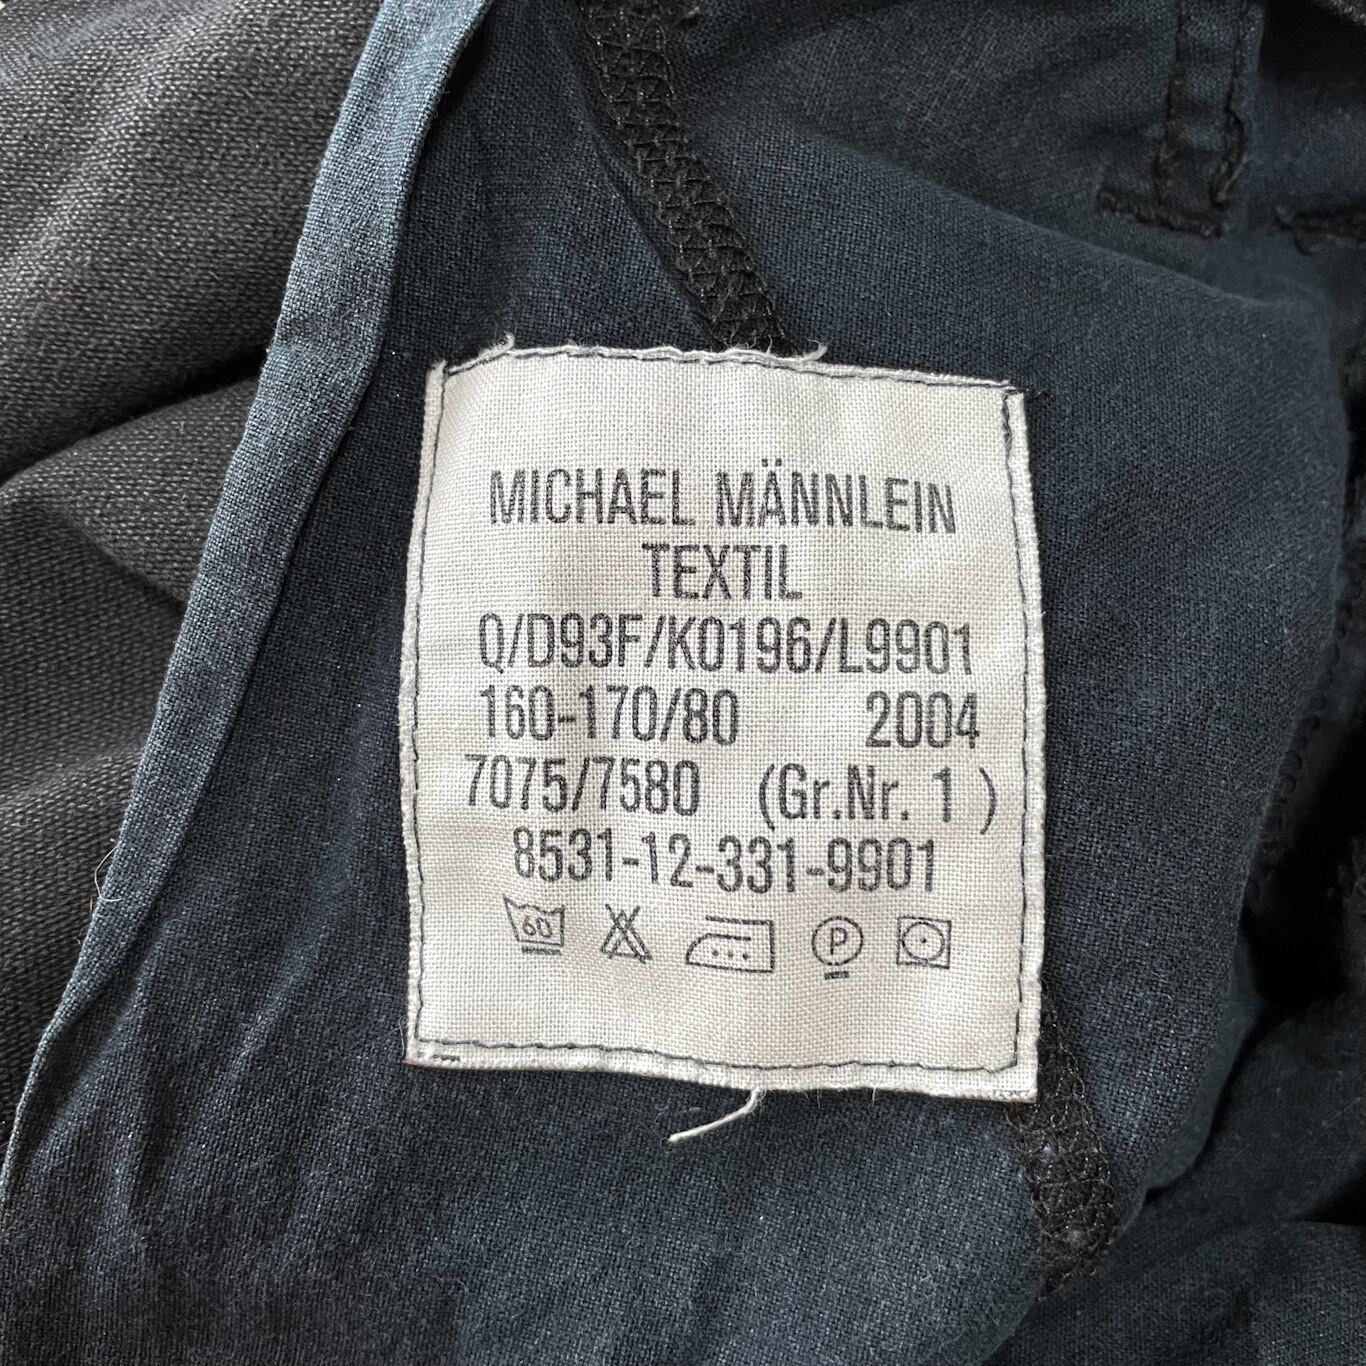 MICHAEL MÄNNLEIN
TEXTIL
Q/D93F/K0196/L9901
160-170/80 2004
7075/7580 (Gr.Nr. 1 )
8531-12-331-9901
60 P